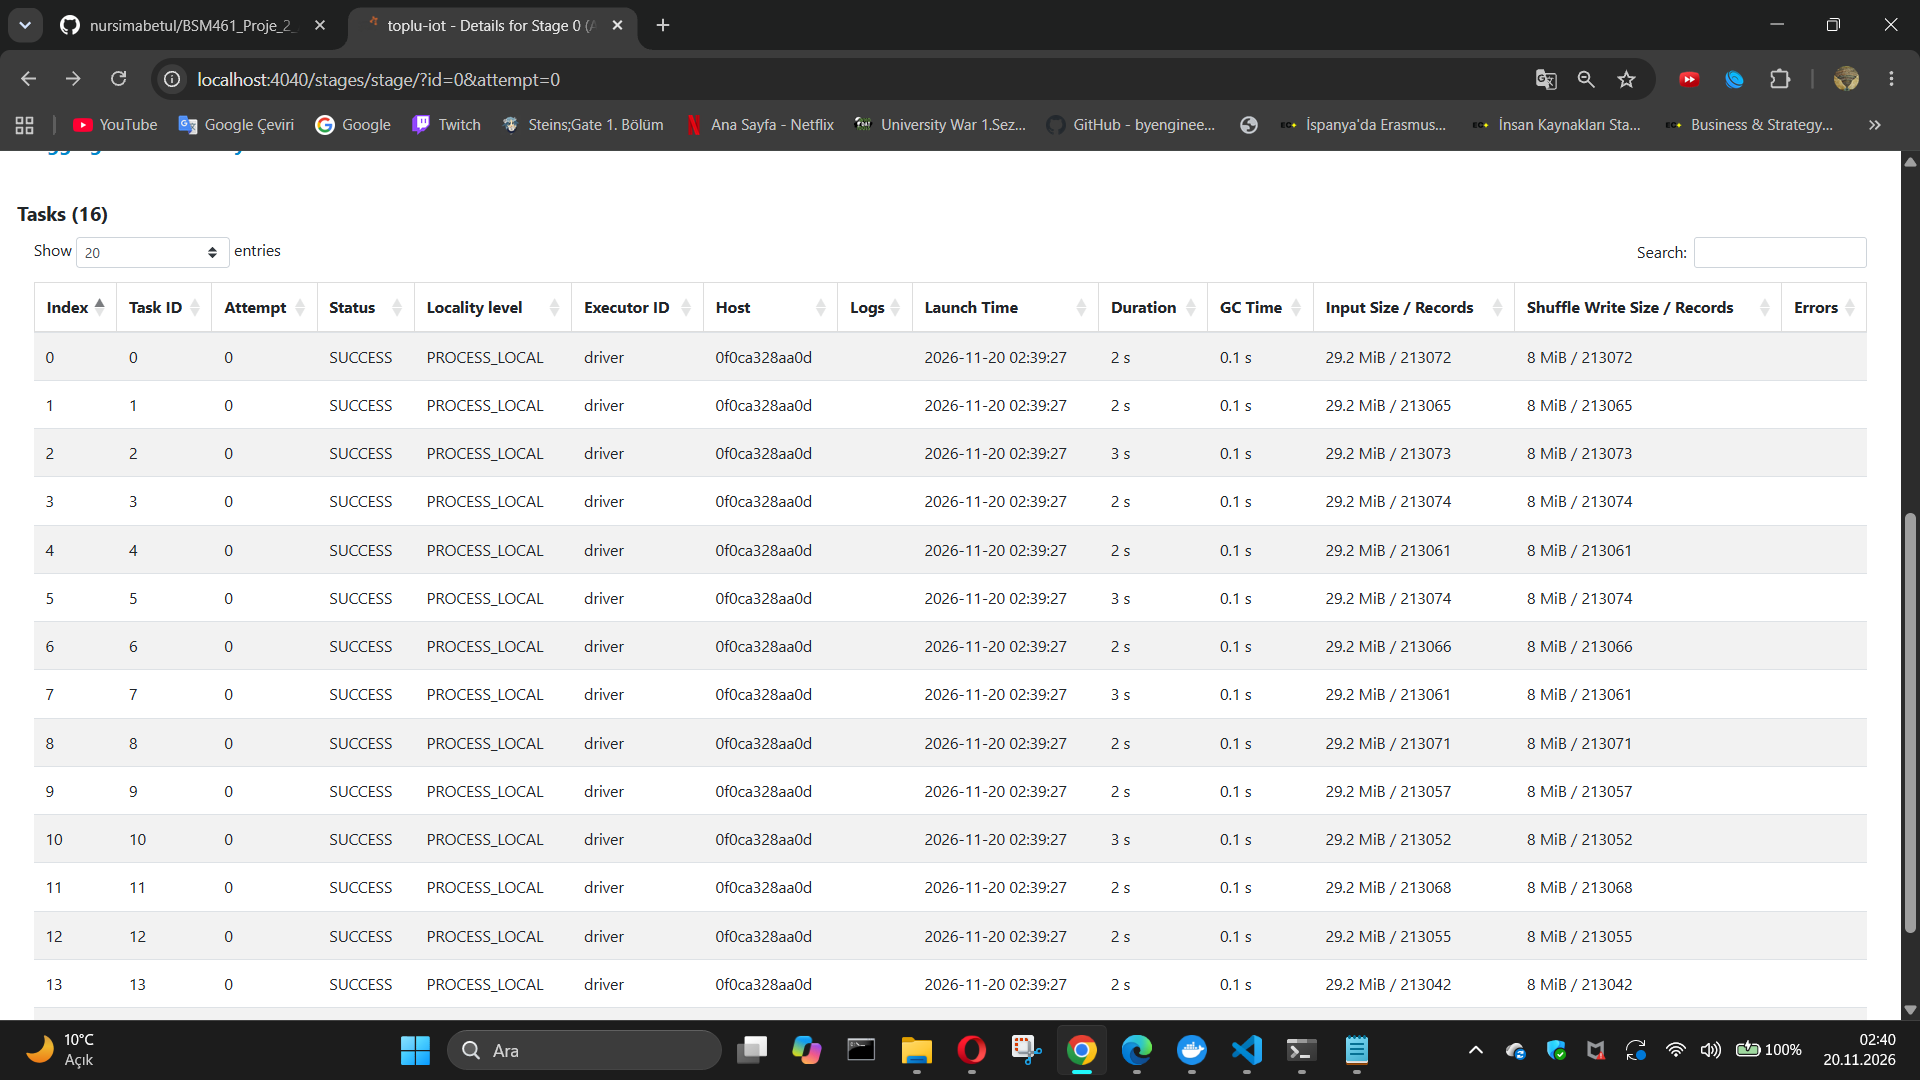 nursimabetul/BSM461_Proje_2_
toplu-iot - Details for Stage 0 (A
localhost:4040/stages/stage/?id=0&attempt=0
YouTube Google Çeviri Google Twitch Steins;Gate 1. Bölüm Ana Sayfa - Netflix University War 1.Sez... GitHub - byenginee... İspanya'da Erasmus... İnsan Kaynakları Sta... Business & Strategy...
Tasks (16)
Show 20 entries Search:
Index Task ID Attempt Status Locality level Executor ID Host Logs Launch Time Duration GC Time Input Size / Records Shuffle Write Size / Records Errors
0 0 0 SUCCESS PROCESS_LOCAL driver 0f0ca328aa0d 2026-11-20 02:39:27 2 s 0.1 s 29.2 MiB / 213072 8 MiB / 213072
1 1 0 SUCCESS PROCESS_LOCAL driver 0f0ca328aa0d 2026-11-20 02:39:27 2 s 0.1 s 29.2 MiB / 213065 8 MiB / 213065
2 2 0 SUCCESS PROCESS_LOCAL driver 0f0ca328aa0d 2026-11-20 02:39:27 3 s 0.1 s 29.2 MiB / 213073 8 MiB / 213073
3 3 0 SUCCESS PROCESS_LOCAL driver 0f0ca328aa0d 2026-11-20 02:39:27 2 s 0.1 s 29.2 MiB / 213074 8 MiB / 213074
4 4 0 SUCCESS PROCESS_LOCAL driver 0f0ca328aa0d 2026-11-20 02:39:27 2 s 0.1 s 29.2 MiB / 213061 8 MiB / 213061
5 5 0 SUCCESS PROCESS_LOCAL driver 0f0ca328aa0d 2026-11-20 02:39:27 3 s 0.1 s 29.2 MiB / 213074 8 MiB / 213074
6 6 0 SUCCESS PROCESS_LOCAL driver 0f0ca328aa0d 2026-11-20 02:39:27 2 s 0.1 s 29.2 MiB / 213066 8 MiB / 213066
7 7 0 SUCCESS PROCESS_LOCAL driver 0f0ca328aa0d 2026-11-20 02:39:27 3 s 0.1 s 29.2 MiB / 213061 8 MiB / 213061
8 8 0 SUCCESS PROCESS_LOCAL driver 0f0ca328aa0d 2026-11-20 02:39:27 2 s 0.1 s 29.2 MiB / 213071 8 MiB / 213071
9 9 0 SUCCESS PROCESS_LOCAL driver 0f0ca328aa0d 2026-11-20 02:39:27 2 s 0.1 s 29.2 MiB / 213057 8 MiB / 213057
10 10 0 SUCCESS PROCESS_LOCAL driver 0f0ca328aa0d 2026-11-20 02:39:27 3 s 0.1 s 29.2 MiB / 213052 8 MiB / 213052
11 11 0 SUCCESS PROCESS_LOCAL driver 0f0ca328aa0d 2026-11-20 02:39:27 2 s 0.1 s 29.2 MiB / 213068 8 MiB / 213068
12 12 0 SUCCESS PROCESS_LOCAL driver 0f0ca328aa0d 2026-11-20 02:39:27 2 s 0.1 s 29.2 MiB / 213055 8 MiB / 213055
13 13 0 SUCCESS PROCESS_LOCAL driver 0f0ca328aa0d 2026-11-20 02:39:27 2 s 0.1 s 29.2 MiB / 213042 8 MiB / 213042
10°C
Açık
Ara
100%
02:40
20.11.2026